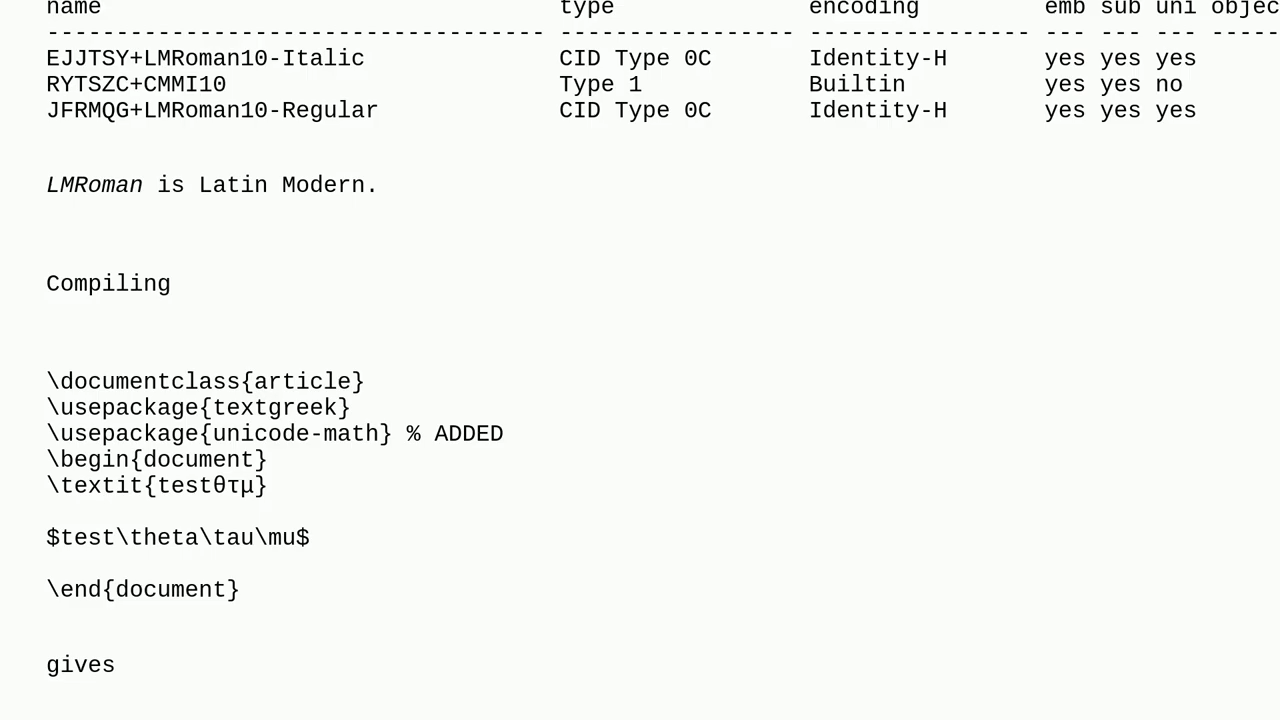 name                                 type              encoding         emb sub uni objec
------------------------------------ ----------------- ---------------- --- --- --- -----
EJJTSY+LMRoman10-Italic              CID Type 0C       Identity-H       yes yes yes
RYTSZC+CMMI10                        Type 1            Builtin          yes yes no
JFRMQG+LMRoman10-Regular             CID Type 0C       Identity-H       yes yes yes
LMRoman is Latin Modern.
Compiling
\documentclass{article}
\usepackage{textgreek}
\usepackage{unicode-math} % ADDED
\begin{document}
\textit{testθτμ}
$test\theta\tau\mu$
\end{document}
gives